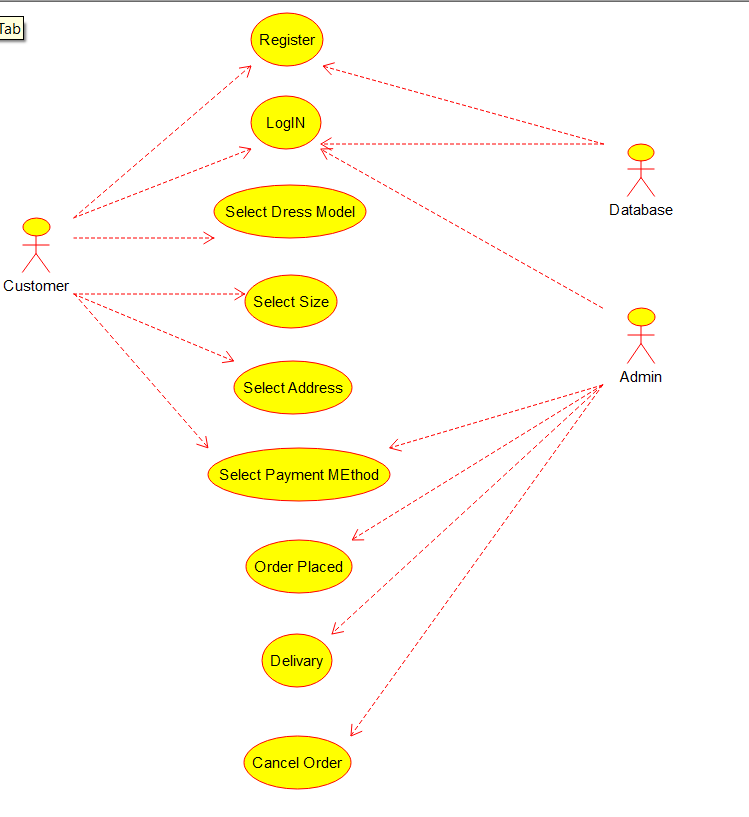 Tab
Register
LogIN
Database
Select Dress Model
Customer
Select Size
Admin
Select Address
Select Payment MEthod
Order Placed
Delivary
Cancel Order